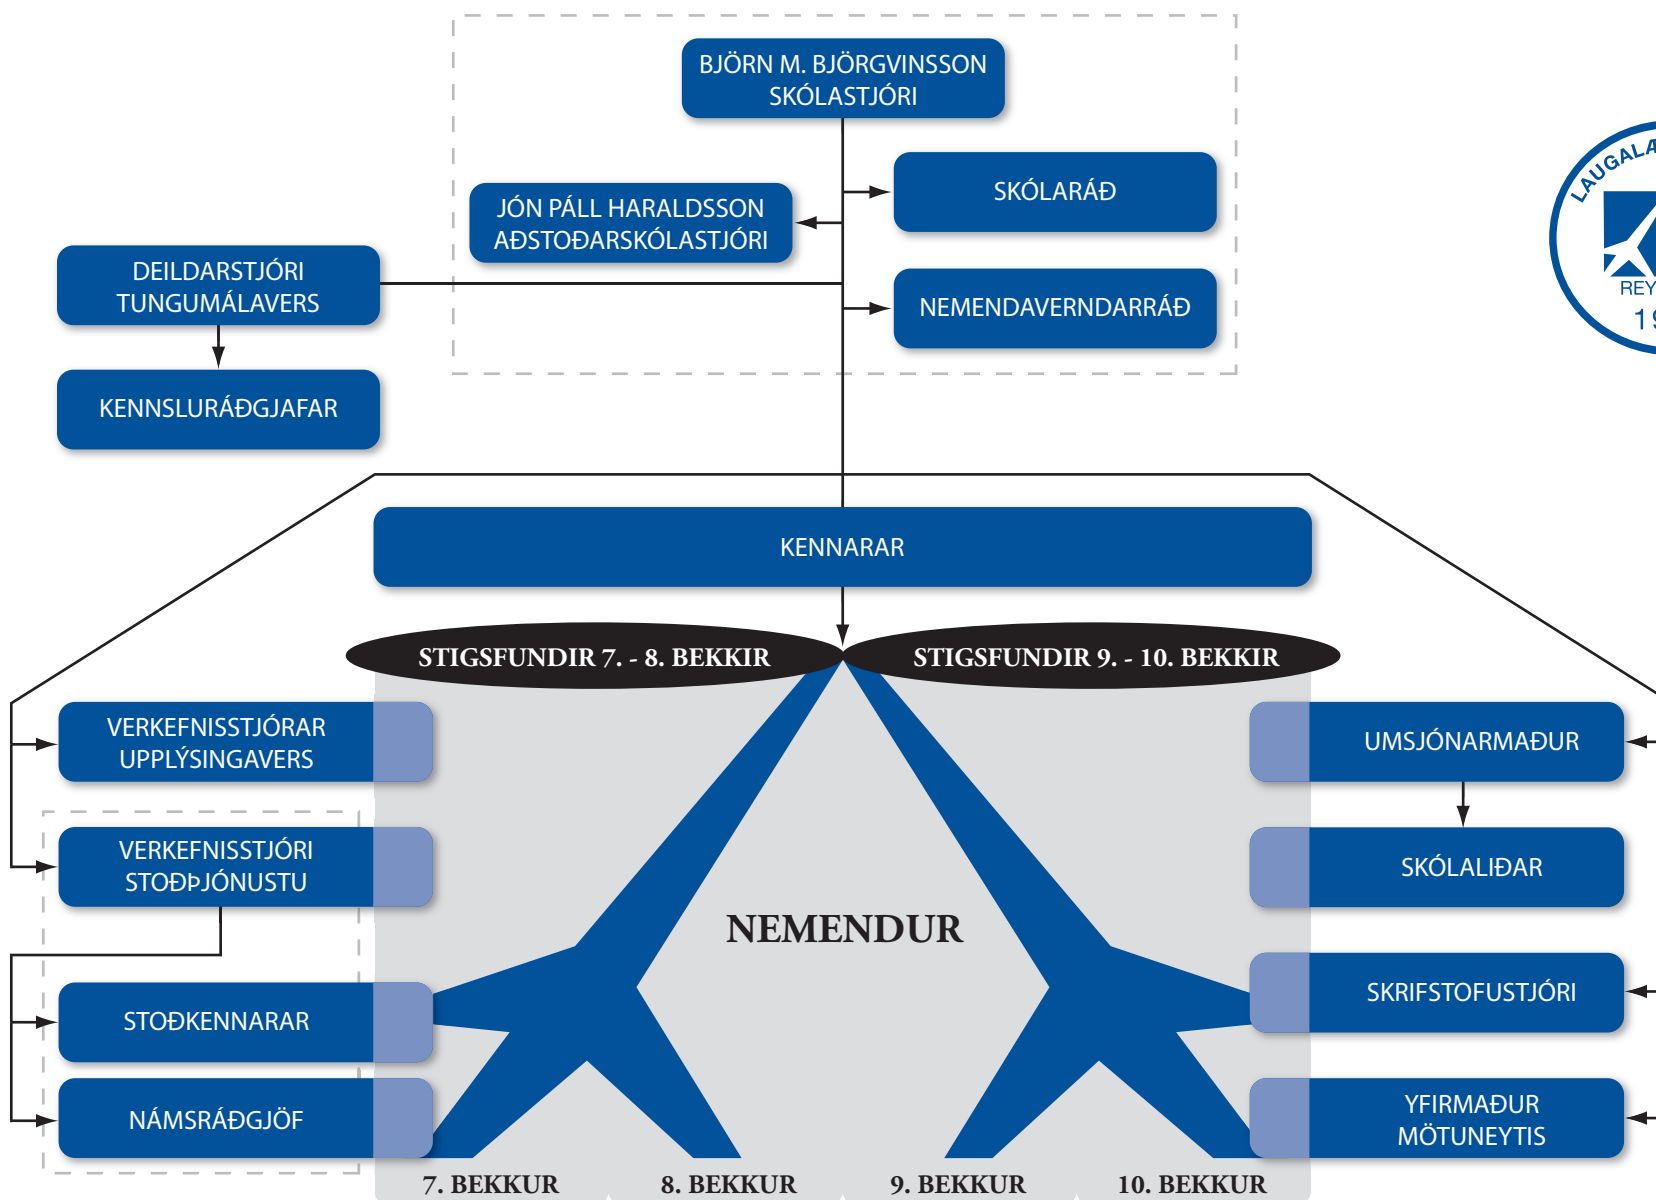 BJÖRN M. BJÖRGVINSSON
SKÓLASTJÓRI
SKÓLARÁÐ
JÓN PÁLL HARALDSSON
AÐSTOÐARSKÓLASTJÓRI
DEILDARSTJÓRI
TUNGUMÁLAVERS
NEMENDAVERNDARRÁÐ
KENNSLURÁÐGJAFAR
KENNARAR
STIGSFUNDIR 7. - 8. BEKKIR
STIGSFUNDIR 9. - 10. BEKKIR
VERKEFNISSTJÓRAR
UPPLÝSINGAVERS
UMSJÓNARMAÐUR
VERKEFNISSTJÓRI
STOÐÞJÓNUSTU
SKÓLALIÐAR
NEMENDUR
STOÐKENNARAR
SKRIFSTOFUSTJÓRI
NÁMSRÁÐGJÖF
YFIRMAÐUR
MÖTUNEYTIS
7. BEKKUR
8. BEKKUR
9. BEKKUR
10. BEKKUR